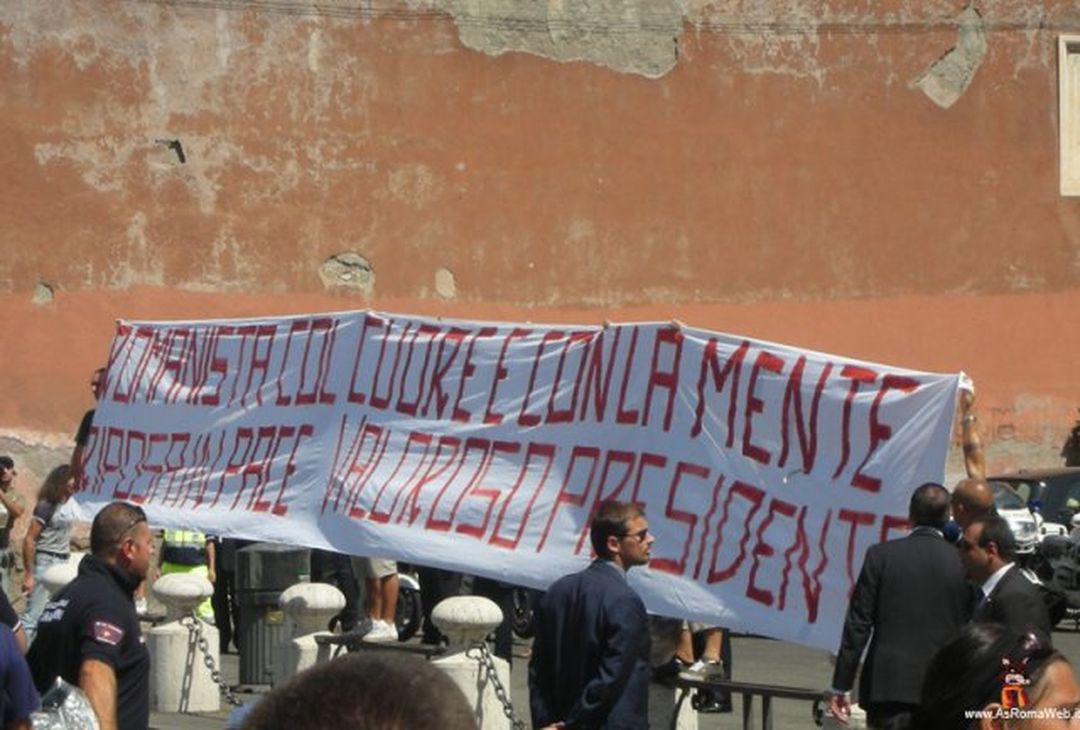 ROMANISTA COL CUORE E CON LA MENTE
RIPOSA IN PACE VALOROSO PRESIDENTE
www.AsRomaWeb.it